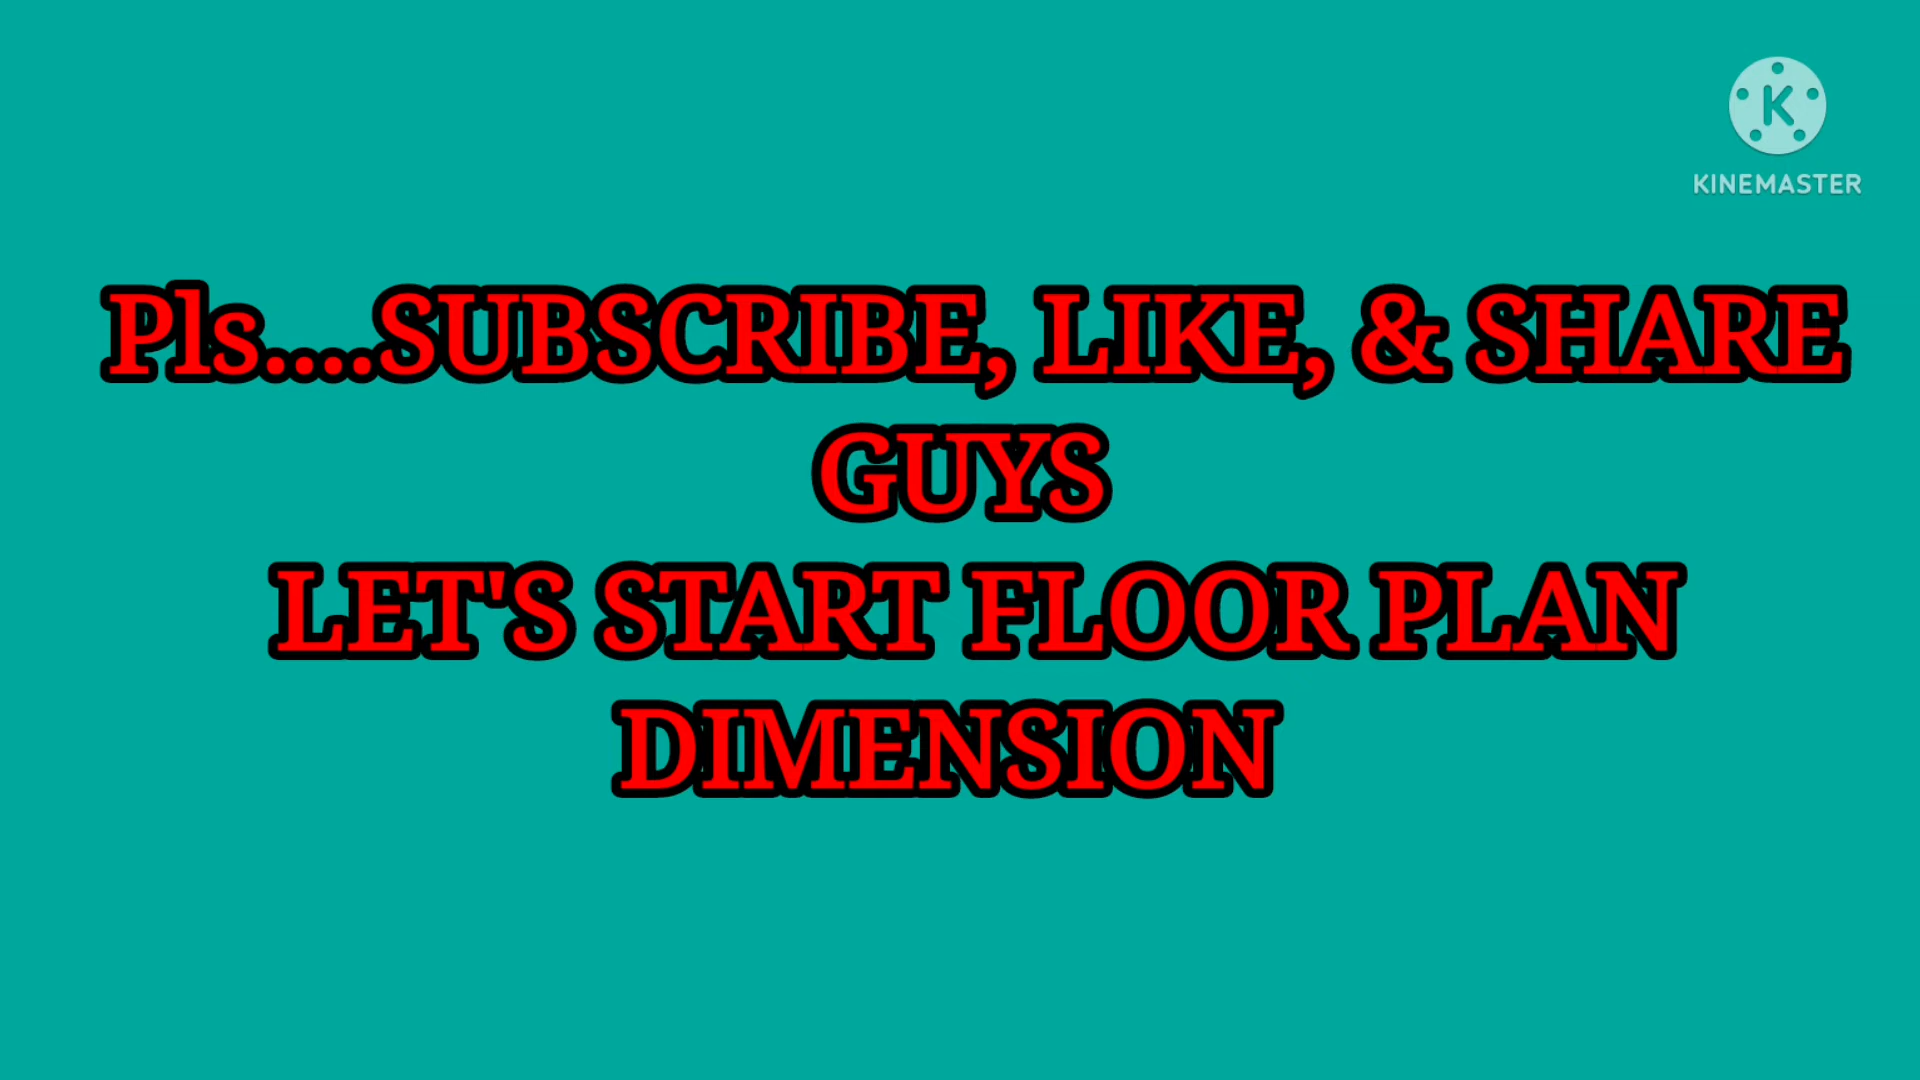 K
KINEMASTER
Pls....SUBSCRIBE, LIKE, & SHARE
GUYS
LET'S START FLOOR PLAN
DIMENSION